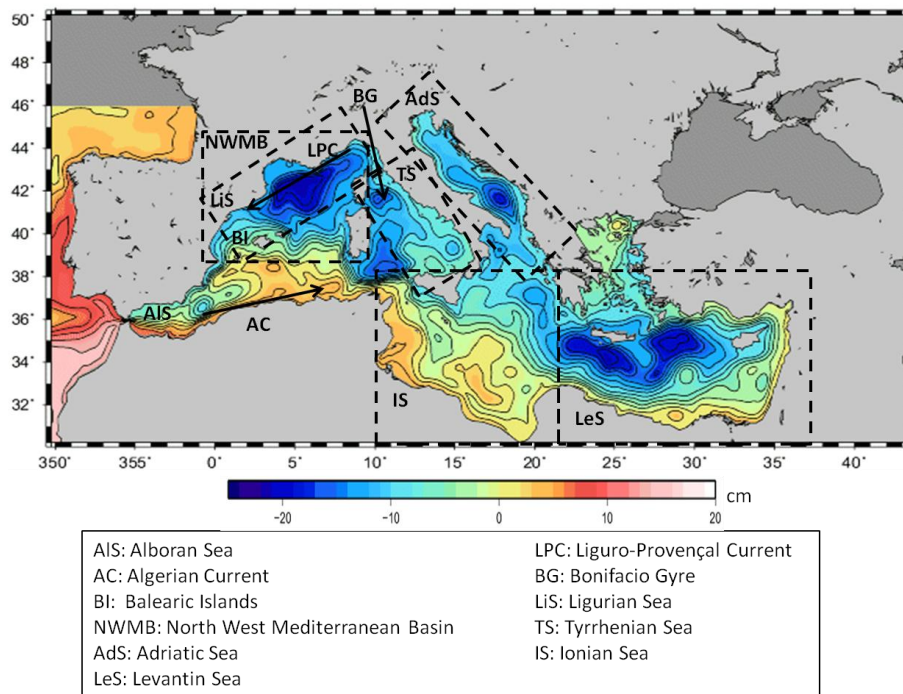 50°
48°
46°
44°
42°
40°
38°
36°
34°
32°
BG
AdS
NWMB
LPC
TS
LiS
BI
AlS
AC
IS
LeS
350° 355° 0° 5° 10° 15° 20° 25° 30° 35° 40°
cm
−20 −10 0 10 20
AlS: Alboran Sea
AC: Algerian Current
BI: Balearic Islands
NWMB: North West Mediterranean Basin
AdS: Adriatic Sea
LeS: Levantin Sea
LPC: Liguro-Provençal Current
BG: Bonifacio Gyre
LiS: Ligurian Sea
TS: Tyrrhenian Sea
IS: Ionian Sea